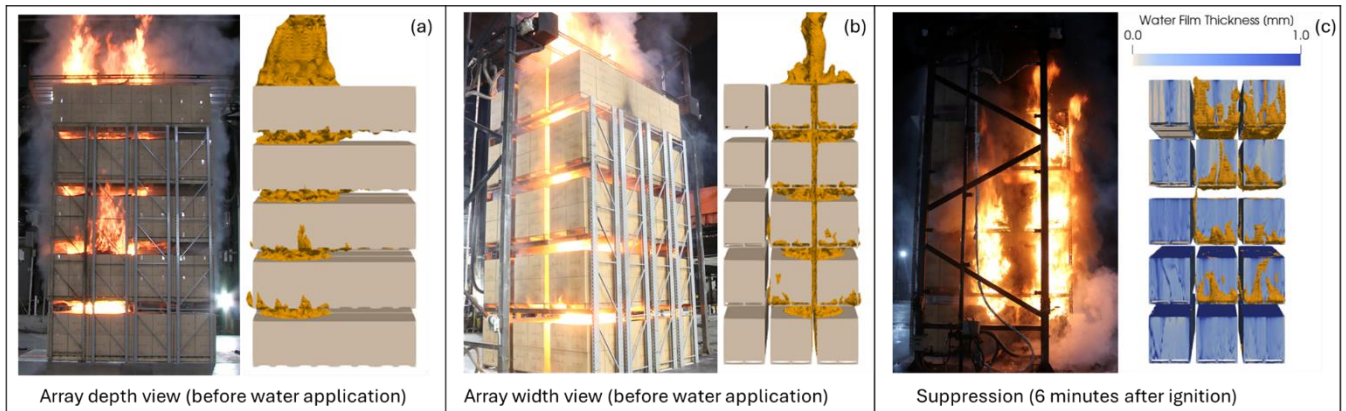 (a)
(b)
Water Film Thickness [mm]
0.0
1.0
(c)
Array depth view (before water application)
Array width view (before water application)
Suppression (6 minutes after ignition)